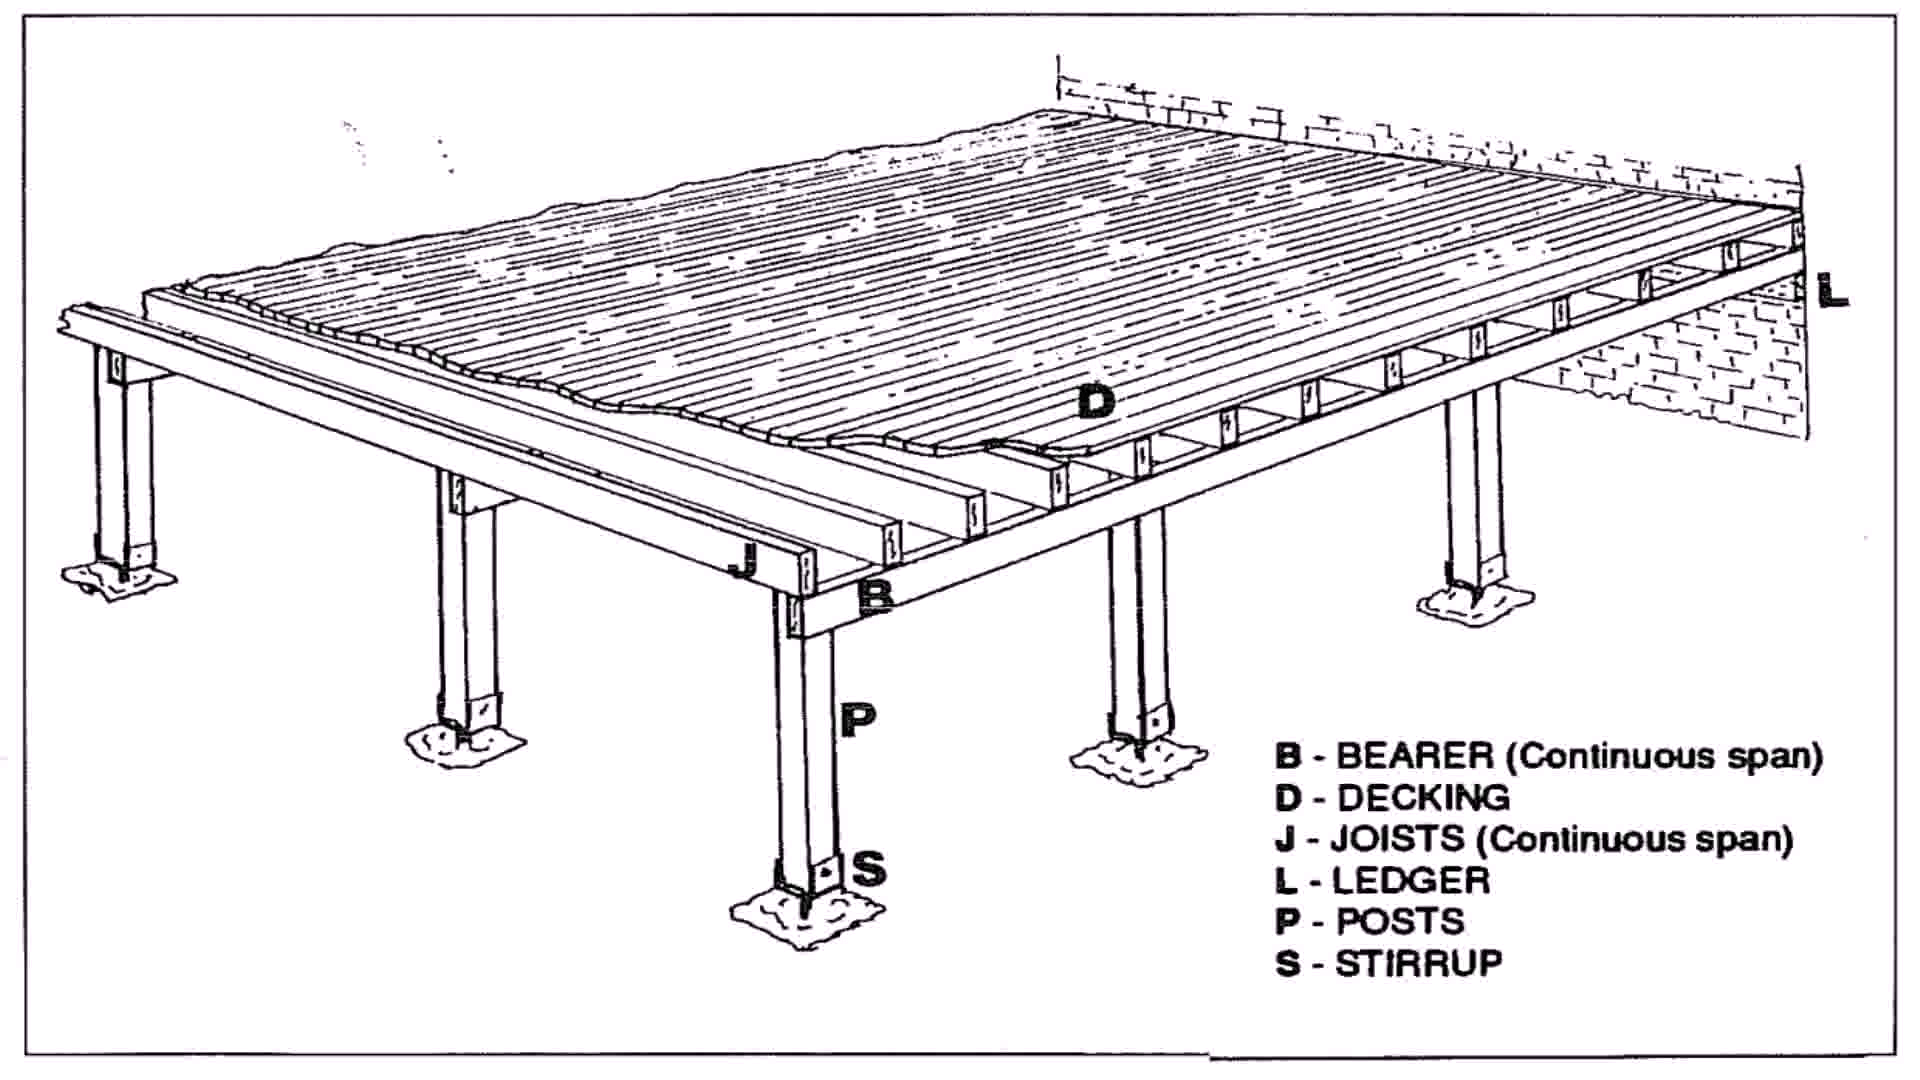 L
D
J
B
P
S
B - BEARER (Continuous span)
D - DECKING
J - JOISTS (Continuous span)
L - LEDGER
P - POSTS
S - STIRRUP